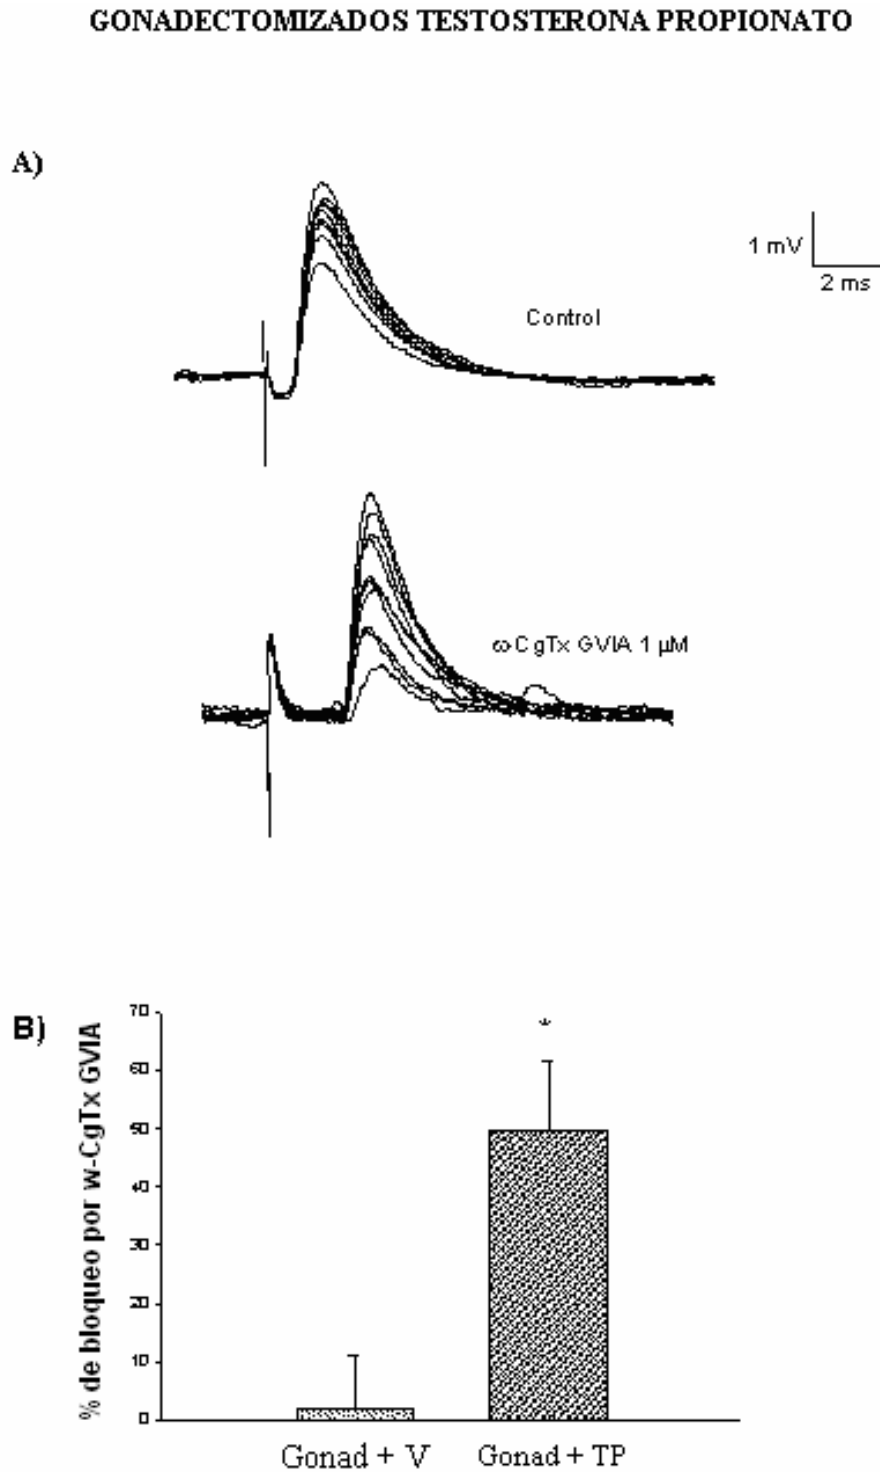 GONADECTOMIZADOS TESTOSTERONA PROPIONATO
A)
1 mV
2 ms
Control
ω-CgTx GVIA 1 µM
B)
% de bloqueo por w-CgTx GVIA
70
*
60
50
40
30
20
10
0
Gonad + V
Gonad + TP